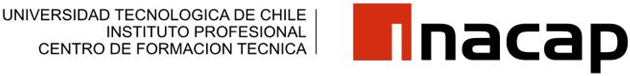 UNIVERSIDAD TECNOLOGICA DE CHILE
INSTITUTO PROFESIONAL
CENTRO DE FORMACION TECNICA
inacap